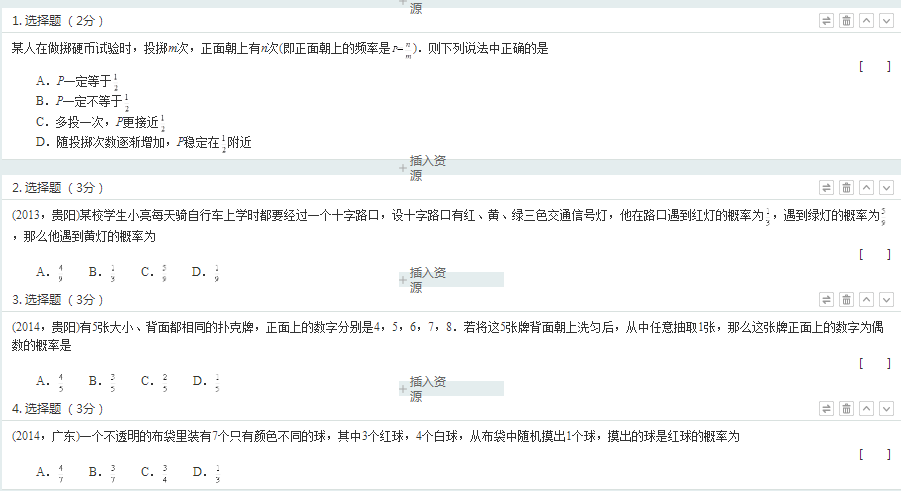 插入资
源
1. 选择题 （2分）
某人在做掷硬币试验时，投掷m次，正面朝上有n次(即正面朝上的频率是P=n/m)．则下列说法中正确的是
[ ]
A．P一定等于1/2
B．P一定不等于1/2
C．多投一次，P更接近1/2
D．随投掷次数逐渐增加，P稳定在1/2附近
插入资
源
2. 选择题 （3分）
(2013，贵阳)某校学生小亮每天骑自行车上学时都要经过一个十字路口，设十字路口有红、黄、绿三色交通信号灯，他在路口遇到红灯的概率为1/3，遇到绿灯的概率为5/9
，那么他遇到黄灯的概率为
[ ]
A．4/9 B．1/3 C．5/9 D．1/9
插入资
源
3. 选择题 （3分）
(2014，贵阳)有5张大小、背面都相同的扑克牌，正面上的数字分别是4，5，6，7，8．若将这5张牌背面朝上洗匀后，从中任意抽取1张，那么这张牌正面上的数字为偶
数的概率是
[ ]
A．4/5 B．3/5 C．2/5 D．1/5
插入资
源
4. 选择题 （3分）
(2014，广东)一个不透明的布袋里装有7个只有颜色不同的球，其中3个红球，4个白球，从布袋中随机摸出1个球，摸出的球是红球的概率为
[ ]
A．4/7 B．3/7 C．3/4 D．1/3